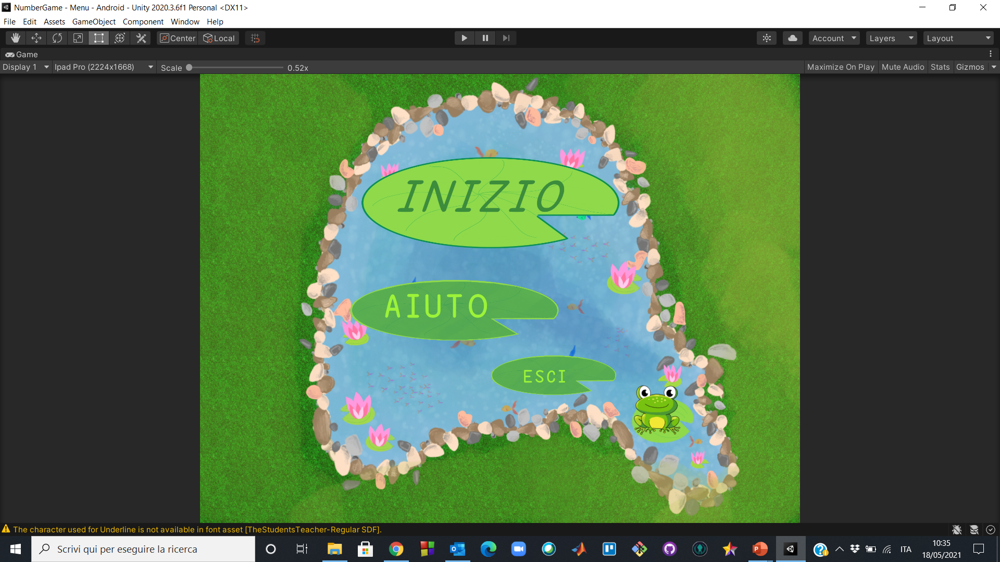 NumberGame - Menu - Android - Unity 2020.3.6f1 Personal <DX11>
File Edit Assets GameObject Component Window Help
Center Local Account Layers Layout
Game
Display 1 Ipad Pro (2224x1668) Scale 0.52x Maximize On Play Mute Audio Stats Gizmos
INIZIO
AIUTO
ESCI
The character used for Underline is not available in font asset [TheStudentsTeacher-Regular SDF].
Scrivi qui per eseguire la ricerca
ITA
10:35
18/05/2021